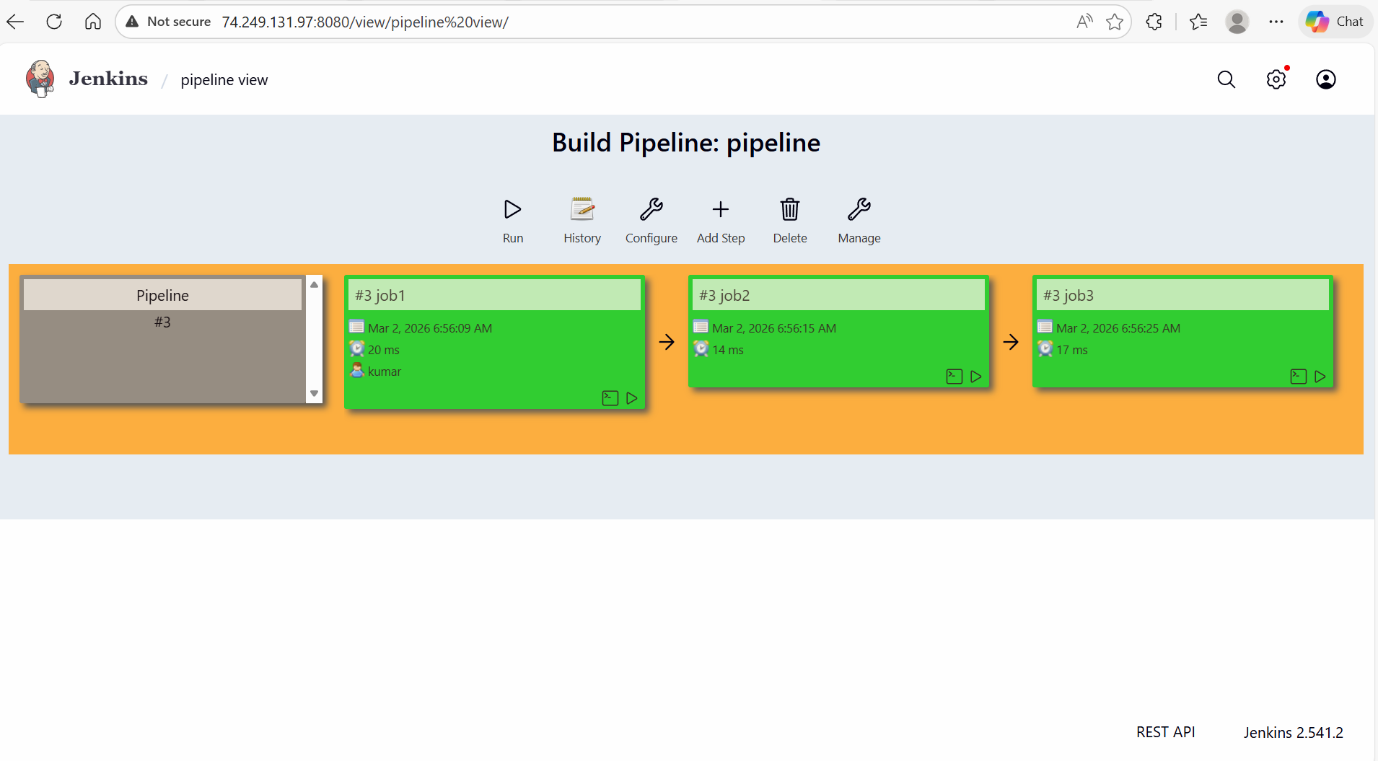 Not secure 74.249.131.97:8080/view/pipeline%20view/ Chat
Jenkins / pipeline view
Build Pipeline: pipeline
Run History Configure Add Step Delete Manage
Pipeline
#3
#3 job1
Mar 2, 2026 6:56:09 AM
20 ms
kumar
#3 job2
Mar 2, 2026 6:56:15 AM
14 ms
#3 job3
Mar 2, 2026 6:56:25 AM
17 ms
REST API Jenkins 2.541.2